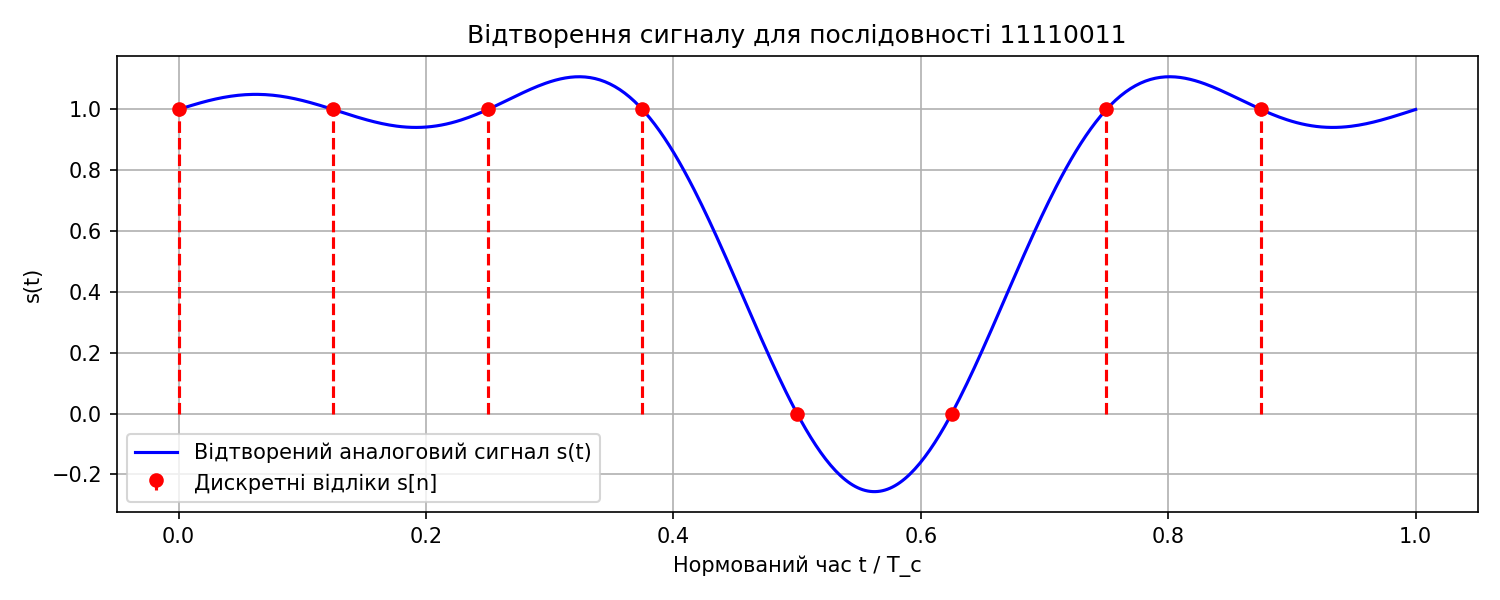 Відтворення сигналу для послідовності 11110011
s(t)
1.0
0.8
0.6
0.4
0.2
0.0
−0.2
Відтворений аналоговий сигнал s(t)
Дискретні відліки s[n]
0.0 0.2 0.4 0.6 0.8 1.0
Нормований час t / T_c